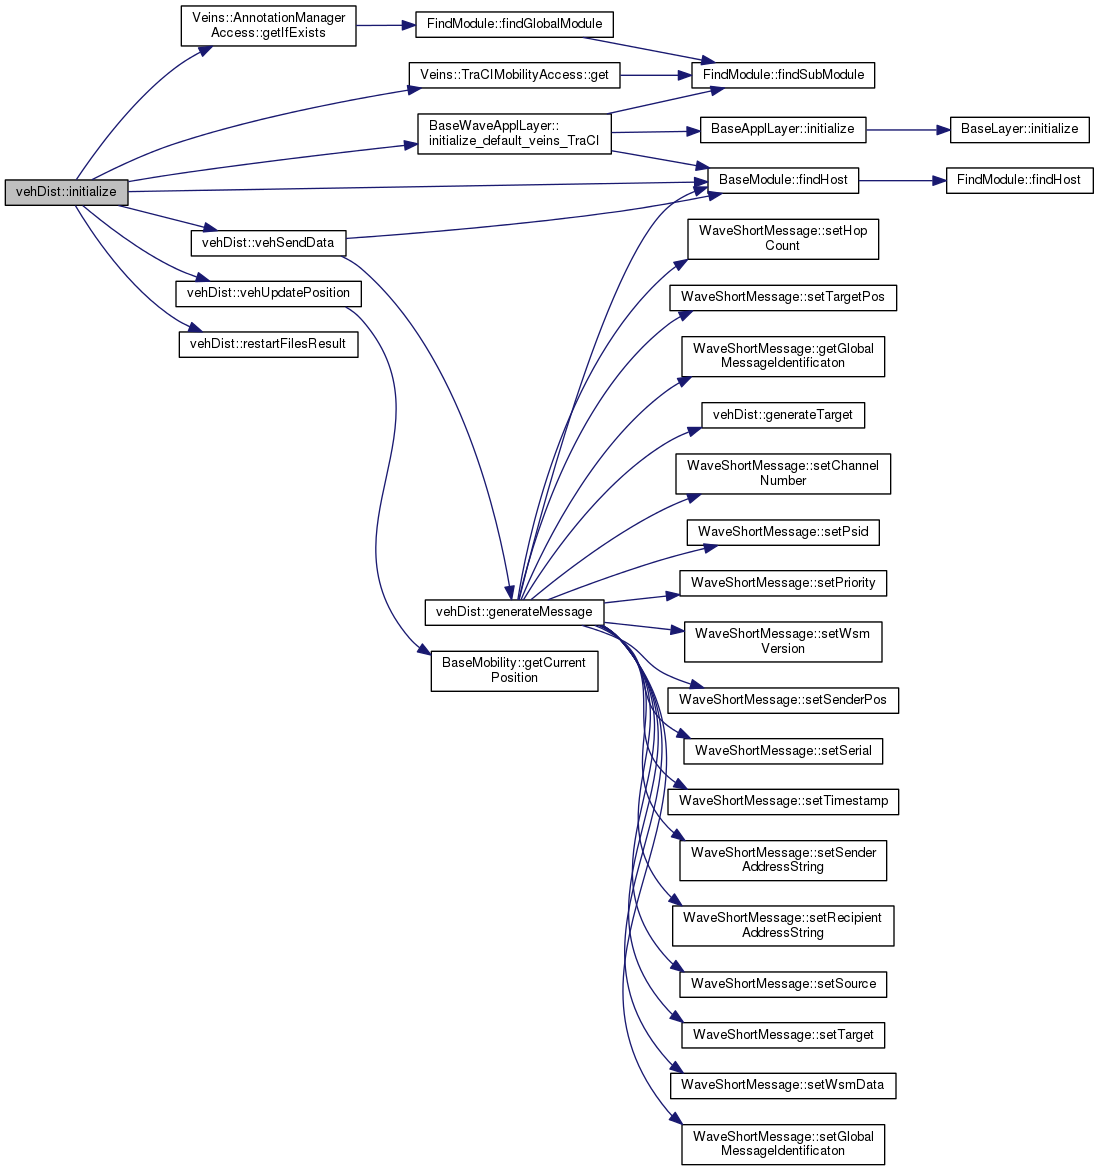 Veins::AnnotationManager
Access::getIfExists
FindModule::findGlobalModule
Veins::TraCIMobilityAccess::get
FindModule::findSubModule
BaseWaveApplLayer::
initialize_default_veins_TraCI
BaseApplLayer::initialize
BaseLayer::initialize
vehDist::initialize
BaseModule::findHost
FindModule::findHost
vehDist::vehSendData
WaveShortMessage::setHop
Count
vehDist::vehUpdatePosition
WaveShortMessage::setTargetPos
vehDist::restartFilesResult
WaveShortMessage::getGlobal
MessageIdentificaton
vehDist::generateTarget
WaveShortMessage::setChannel
Number
WaveShortMessage::setPsid
WaveShortMessage::setPriority
vehDist::generateMessage
WaveShortMessage::setWsm
Version
BaseMobility::getCurrent
Position
WaveShortMessage::setSenderPos
WaveShortMessage::setSerial
WaveShortMessage::setTimestamp
WaveShortMessage::setSender
AddressString
WaveShortMessage::setRecipient
AddressString
WaveShortMessage::setSource
WaveShortMessage::setTarget
WaveShortMessage::setWsmData
WaveShortMessage::setGlobal
MessageIdentificaton